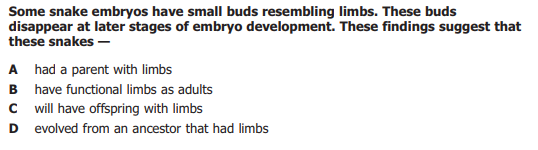 Some snake embryos have small buds resembling limbs. These buds
disappear at later stages of embryo development. These findings suggest that
these snakes —
A had a parent with limbs
B have functional limbs as adults
C will have offspring with limbs
D evolved from an ancestor that had limbs